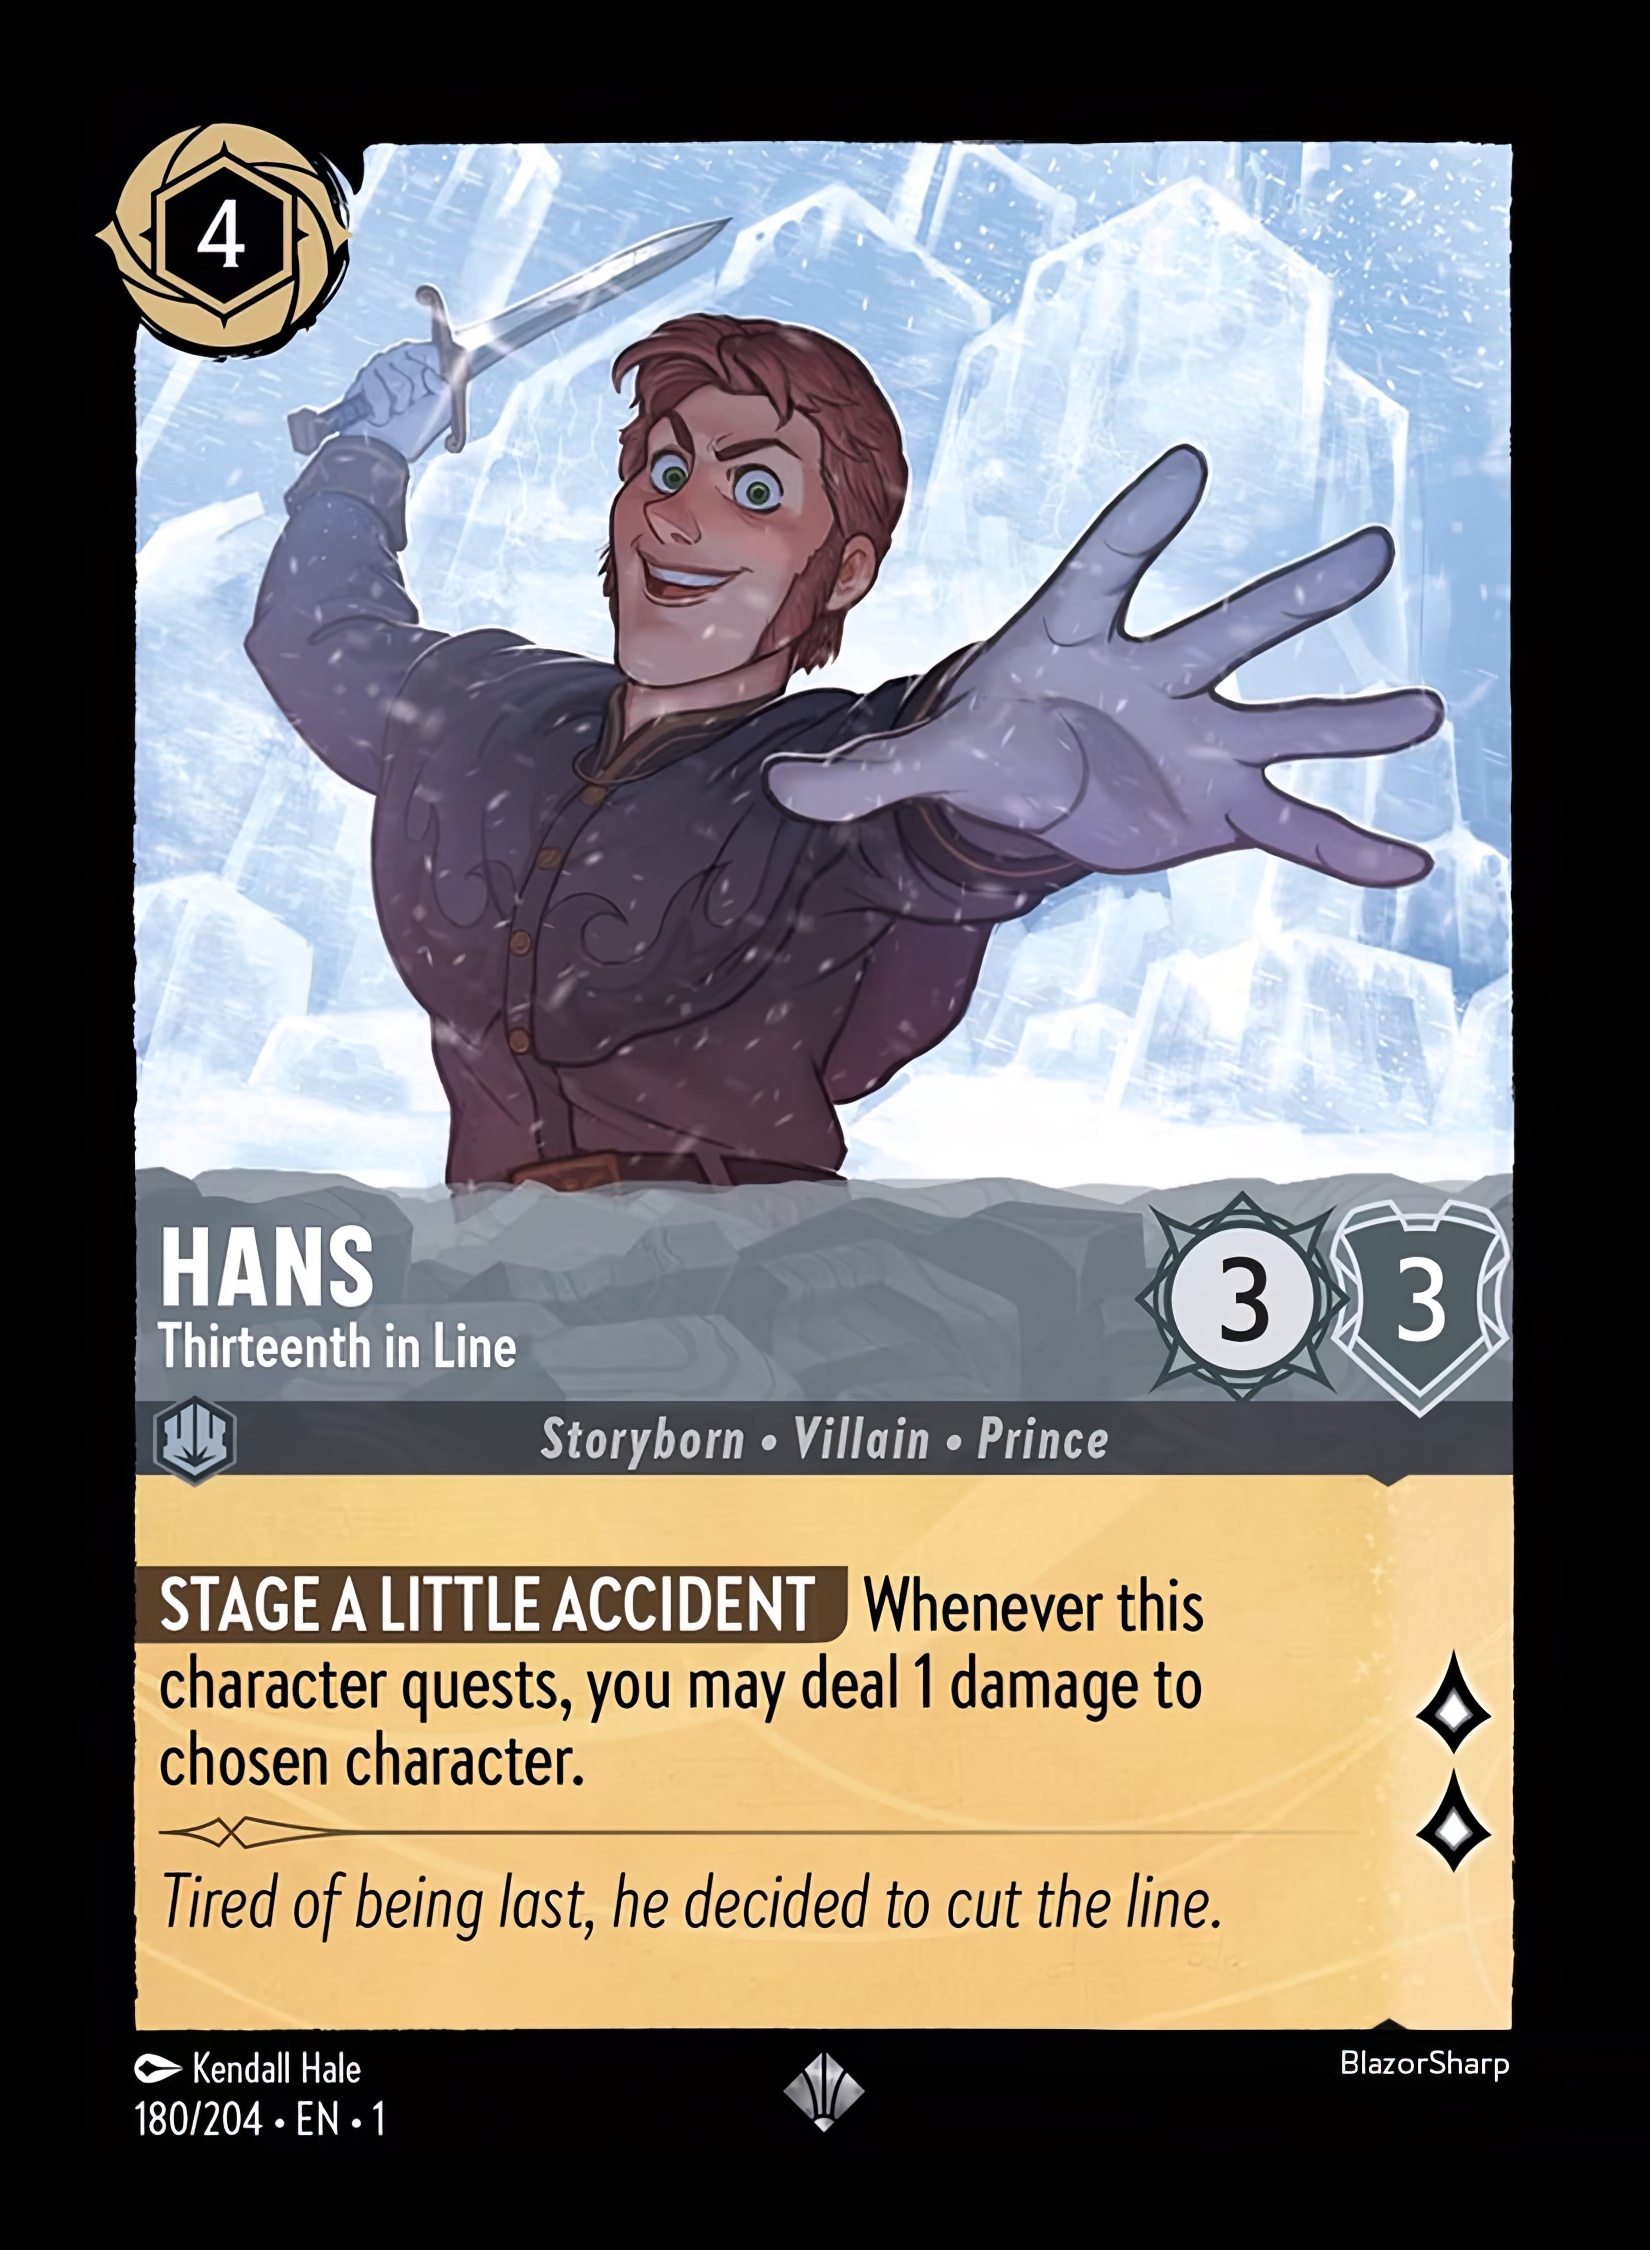 4
HANS
Thirteenth in Line
3 3
Storyborn • Villain • Prince
STAGE A LITTLE ACCIDENT Whenever this
character quests, you may deal 1 damage to
chosen character.
Tired of being last, he decided to cut the line.
Kendall Hale
BlazorSharp
180/204 • EN • 1